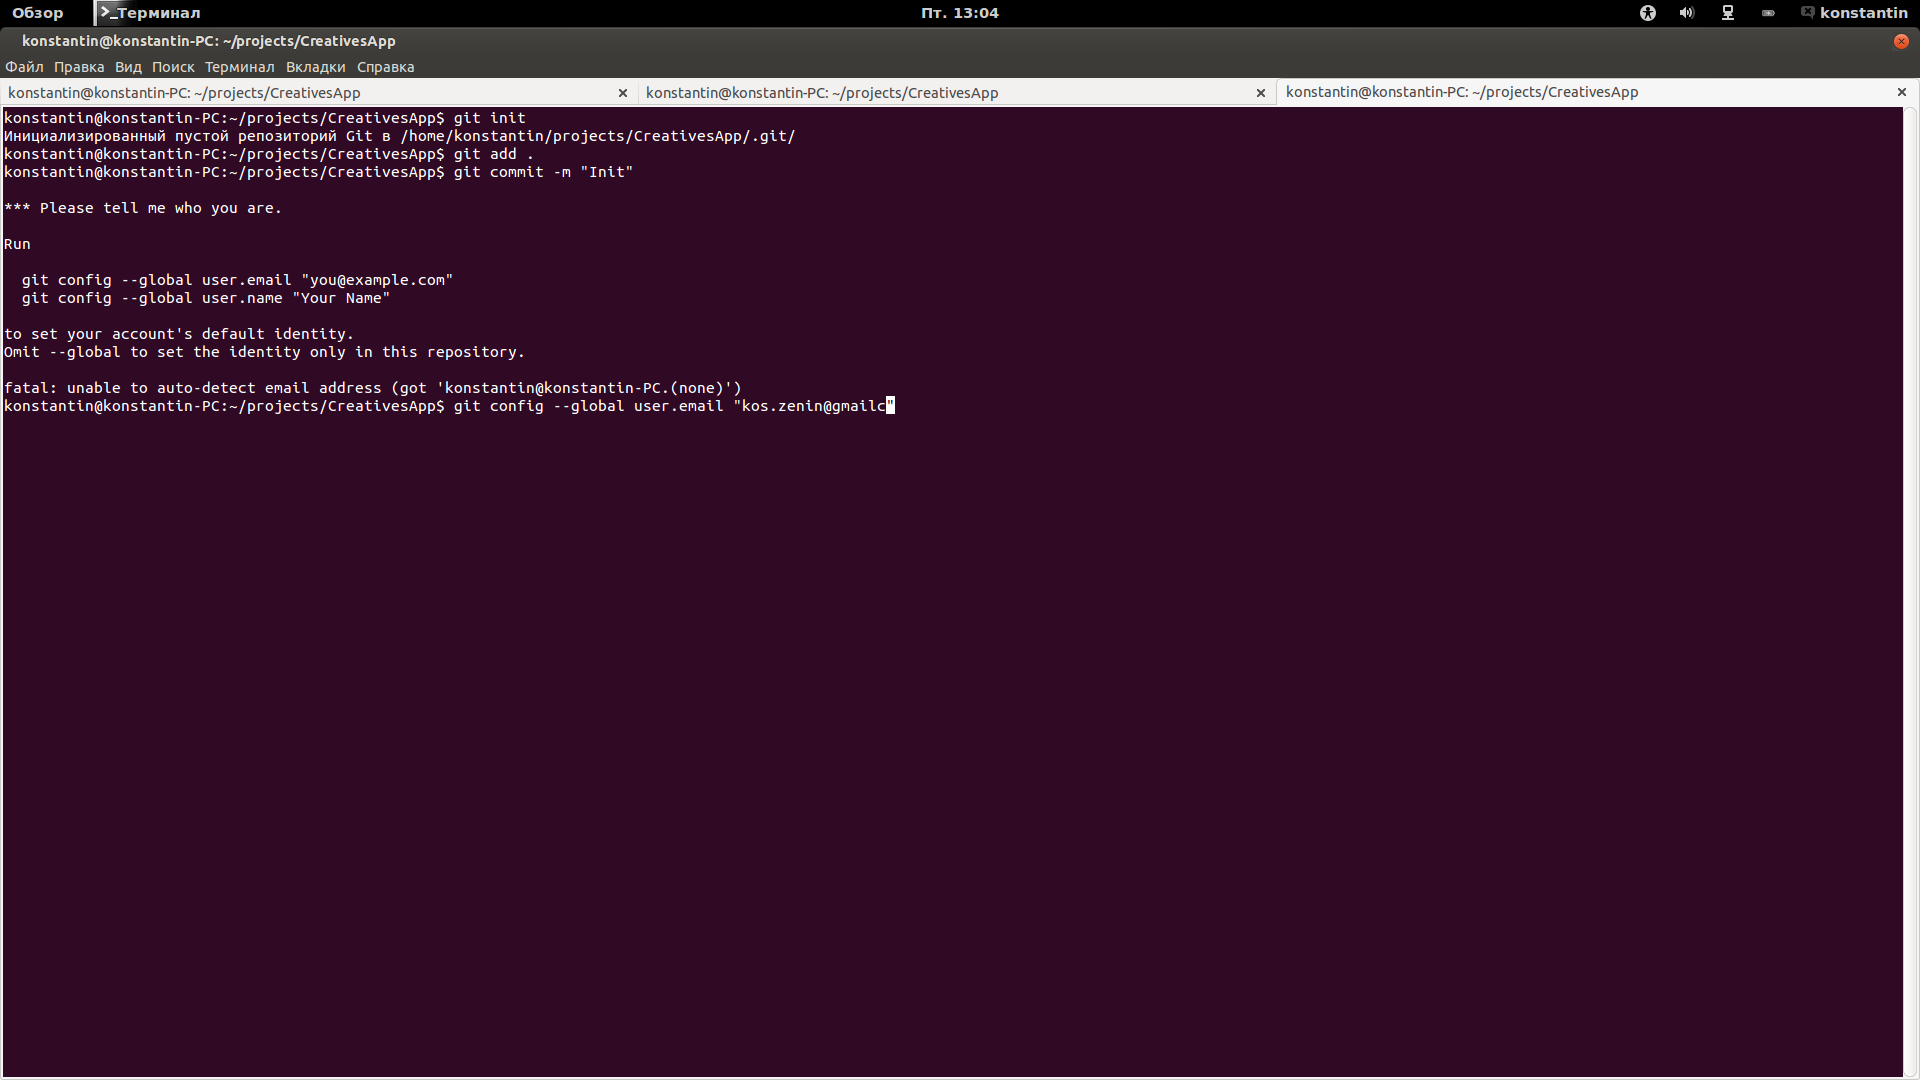 Обзор
Терминал
Пт. 13:04
konstantin
konstantin@konstantin-PC: ~/projects/CreativesApp
Файл Правка Вид Поиск Терминал Вкладки Справка
konstantin@konstantin-PC: ~/projects/CreativesApp
konstantin@konstantin-PC: ~/projects/CreativesApp
konstantin@konstantin-PC: ~/projects/CreativesApp
konstantin@konstantin-PC:~/projects/CreativesApp$ git init
Инициализированный пустой репозиторий Git в /home/konstantin/projects/CreativesApp/.git/
konstantin@konstantin-PC:~/projects/CreativesApp$ git add .
konstantin@konstantin-PC:~/projects/CreativesApp$ git commit -m "Init"
*** Please tell me who you are.
Run
git config --global user.email "you@example.com"
git config --global user.name "Your Name"
to set your account's default identity.
Omit --global to set the identity only in this repository.
fatal: unable to auto-detect email address (got 'konstantin@konstantin-PC.(none)')
konstantin@konstantin-PC:~/projects/CreativesApp$ git config --global user.email "kos.zenin@gmailc"